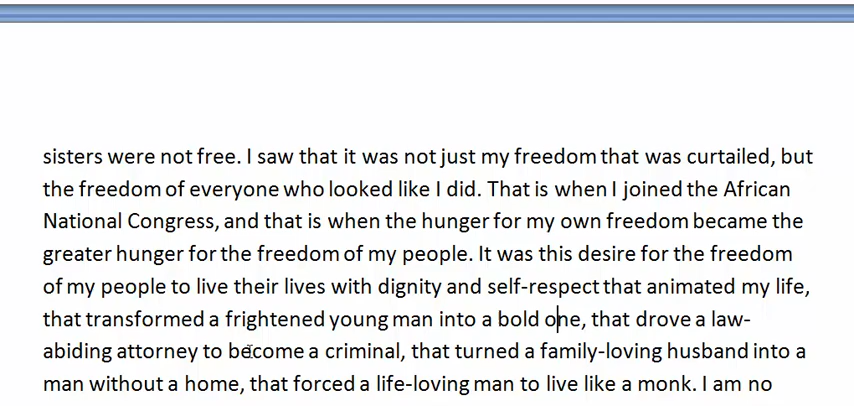 sisters were not free. I saw that it was not just my freedom that was curtailed, but
the freedom of everyone who looked like I did. That is when I joined the African
National Congress, and that is when the hunger for my own freedom became the
greater hunger for the freedom of my people. It was this desire for the freedom
of my people to live their lives with dignity and self-respect that animated my life,
that transformed a frightened young man into a bold one, that drove a law-
abiding attorney to become a criminal, that turned a family-loving husband into a
man without a home, that forced a life-loving man to live like a monk. I am no